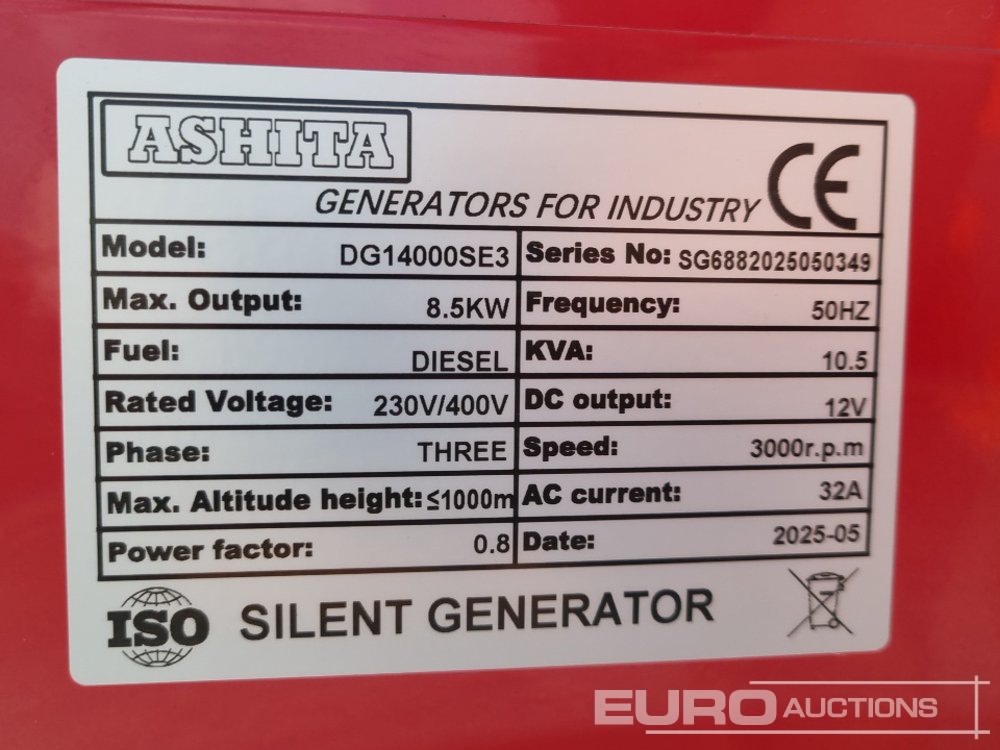 ASHITA
GENERATORS FOR INDUSTRY CE
Model: DG14000SE3 Series No: SG6882025050349
Max. Output: 8.5KW Frequency: 50HZ
Fuel: DIESEL KVA: 10.5
Rated Voltage: 230V/400V DC output: 12V
Phase: THREE Speed: 3000r.p.m
Max. Altitude height: ≤1000m AC current: 32A
Power factor: 0.8 Date: 2025-05
ISO SILENT GENERATOR
EURO AUCTIONS